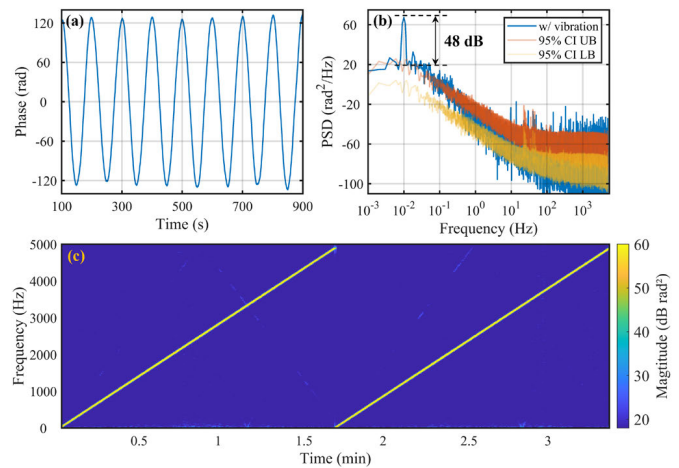 (a)
Phase (rad)
120
60
0
-60
-120
100
300
500
700
900
Time (s)
(b)
w/ vibration
95% CI UB
95% CI LB
48 dB
PSD (rad²/Hz)
60
20
-20
-60
-100
10⁻³
10⁻²
10⁻¹
10⁰
10¹
10²
10³
Frequency (Hz)
(c)
Frequency (Hz)
5000
4000
3000
2000
1000
0
0.5
1
1.5
2
2.5
3
Time (min)
60
50
40
30
20
Magtitude (dB rad²)